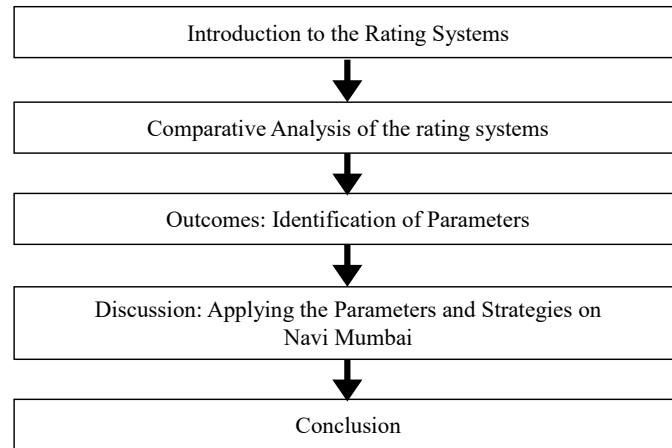 Introduction to the Rating Systems
Comparative Analysis of the rating systems
Outcomes: Identification of Parameters
Discussion: Applying the Parameters and Strategies on
Navi Mumbai
Conclusion